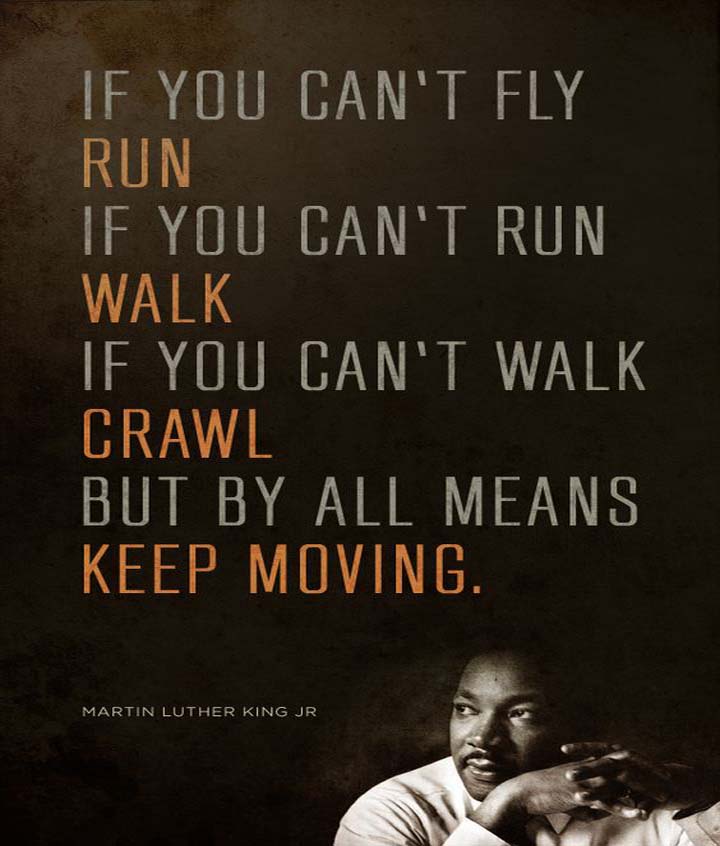 IF YOU CAN'T FLY
RUN
IF YOU CAN'T RUN
WALK
IF YOU CAN'T WALK
CRAWL
BUT BY ALL MEANS
KEEP MOVING.
MARTIN LUTHER KING JR